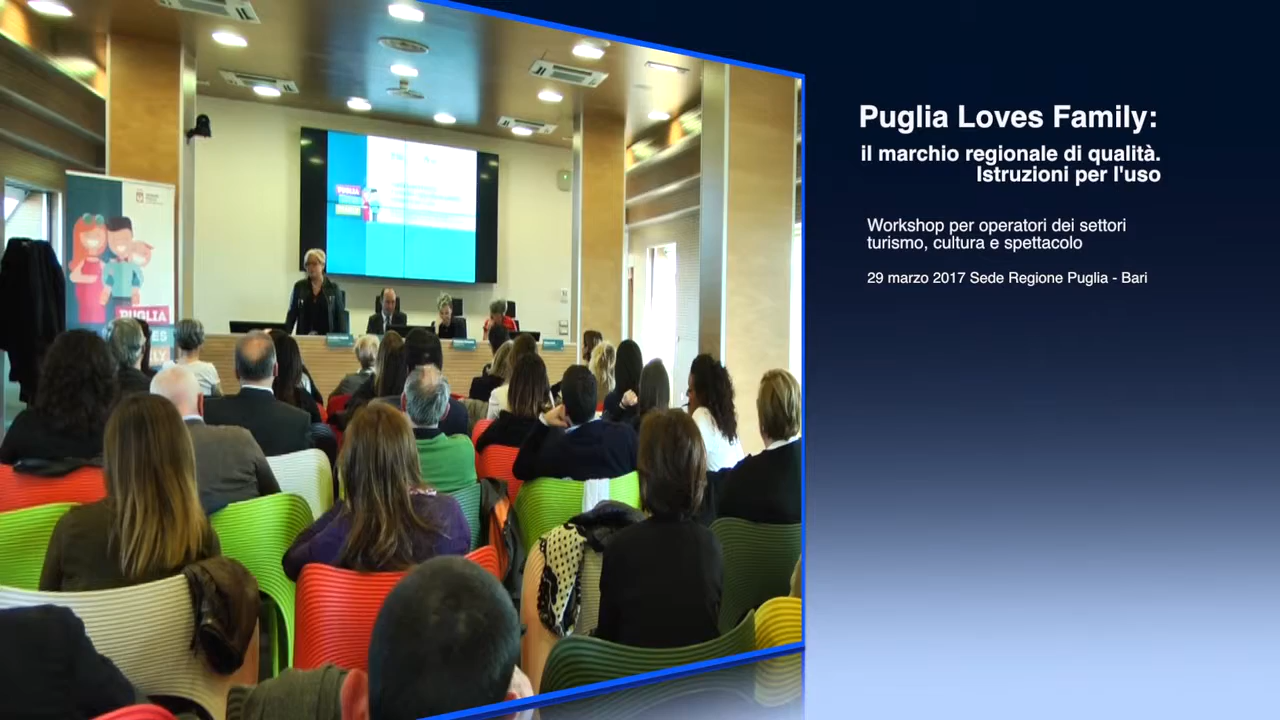 Puglia Loves Family:
il marchio regionale di qualità.
Istruzioni per l'uso
Workshop per operatori dei settori
turismo, cultura e spettacolo
29 marzo 2017 Sede Regione Puglia - Bari
PUGLIA
PUGLIA